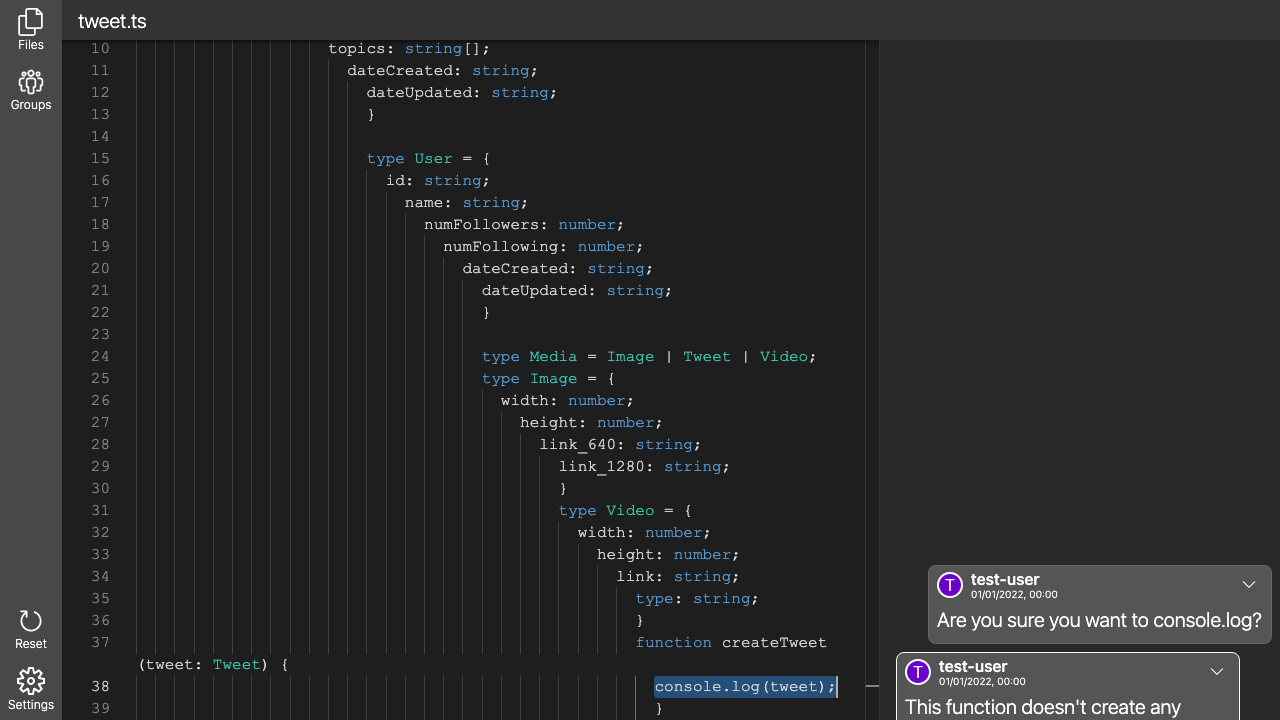 Files
Groups
Reset
Settings
tweet.ts
10 topics: string[];
11 dateCreated: string;
12 dateUpdated: string;
13 }
14
15 type User = {
16 id: string;
17 name: string;
18 numFollowers: number;
19 numFollowing: number;
20 dateCreated: string;
21 dateUpdated: string;
22 }
23
24 type Media = Image | Tweet | Video;
25 type Image = {
26 width: number;
27 height: number;
28 link_640: string;
29 link_1280: string;
30 }
31 type Video = {
32 width: number;
33 height: number;
34 link: string;
35 type: string;
36 }
37 function createTweet
(tweet: Tweet) {
38 console.log(tweet);
39 }
T
test-user
01/01/2022, 00:00
Are you sure you want to console.log?
T
test-user
01/01/2022, 00:00
This function doesn't create any